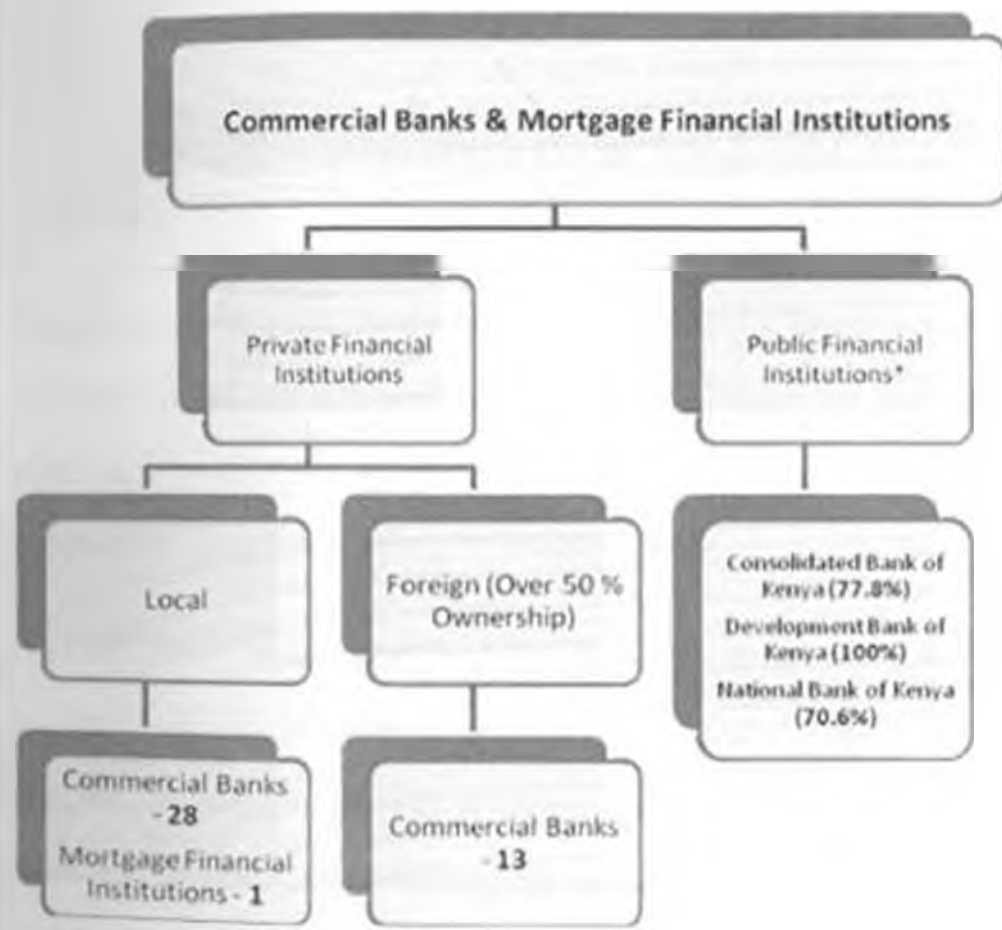 Commercial Banks & Mortgage Financial Institutions
Private Financial
Institutions
Public Financial
Institutions*
Local
Foreign (Over 50 %
Ownership)
Consolidated Bank of
Kenya (77.8%)
Development Bank of
Kenya (100%)
National Bank of Kenya
(70.6%)
Commercial Banks
- 28
Mortgage Financial
Institutions - 1
Commercial Banks
- 13